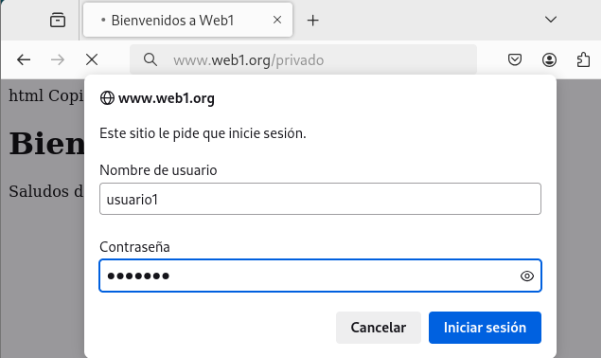 Bienvenidos a Web1
www.web1.org/privado
html Copi
www.web1.org
Este sitio le pide que inicie sesión.
Bien
Nombre de usuario
Saludos d
usuario1
Contraseña
•••••••
Cancelar
Iniciar sesión